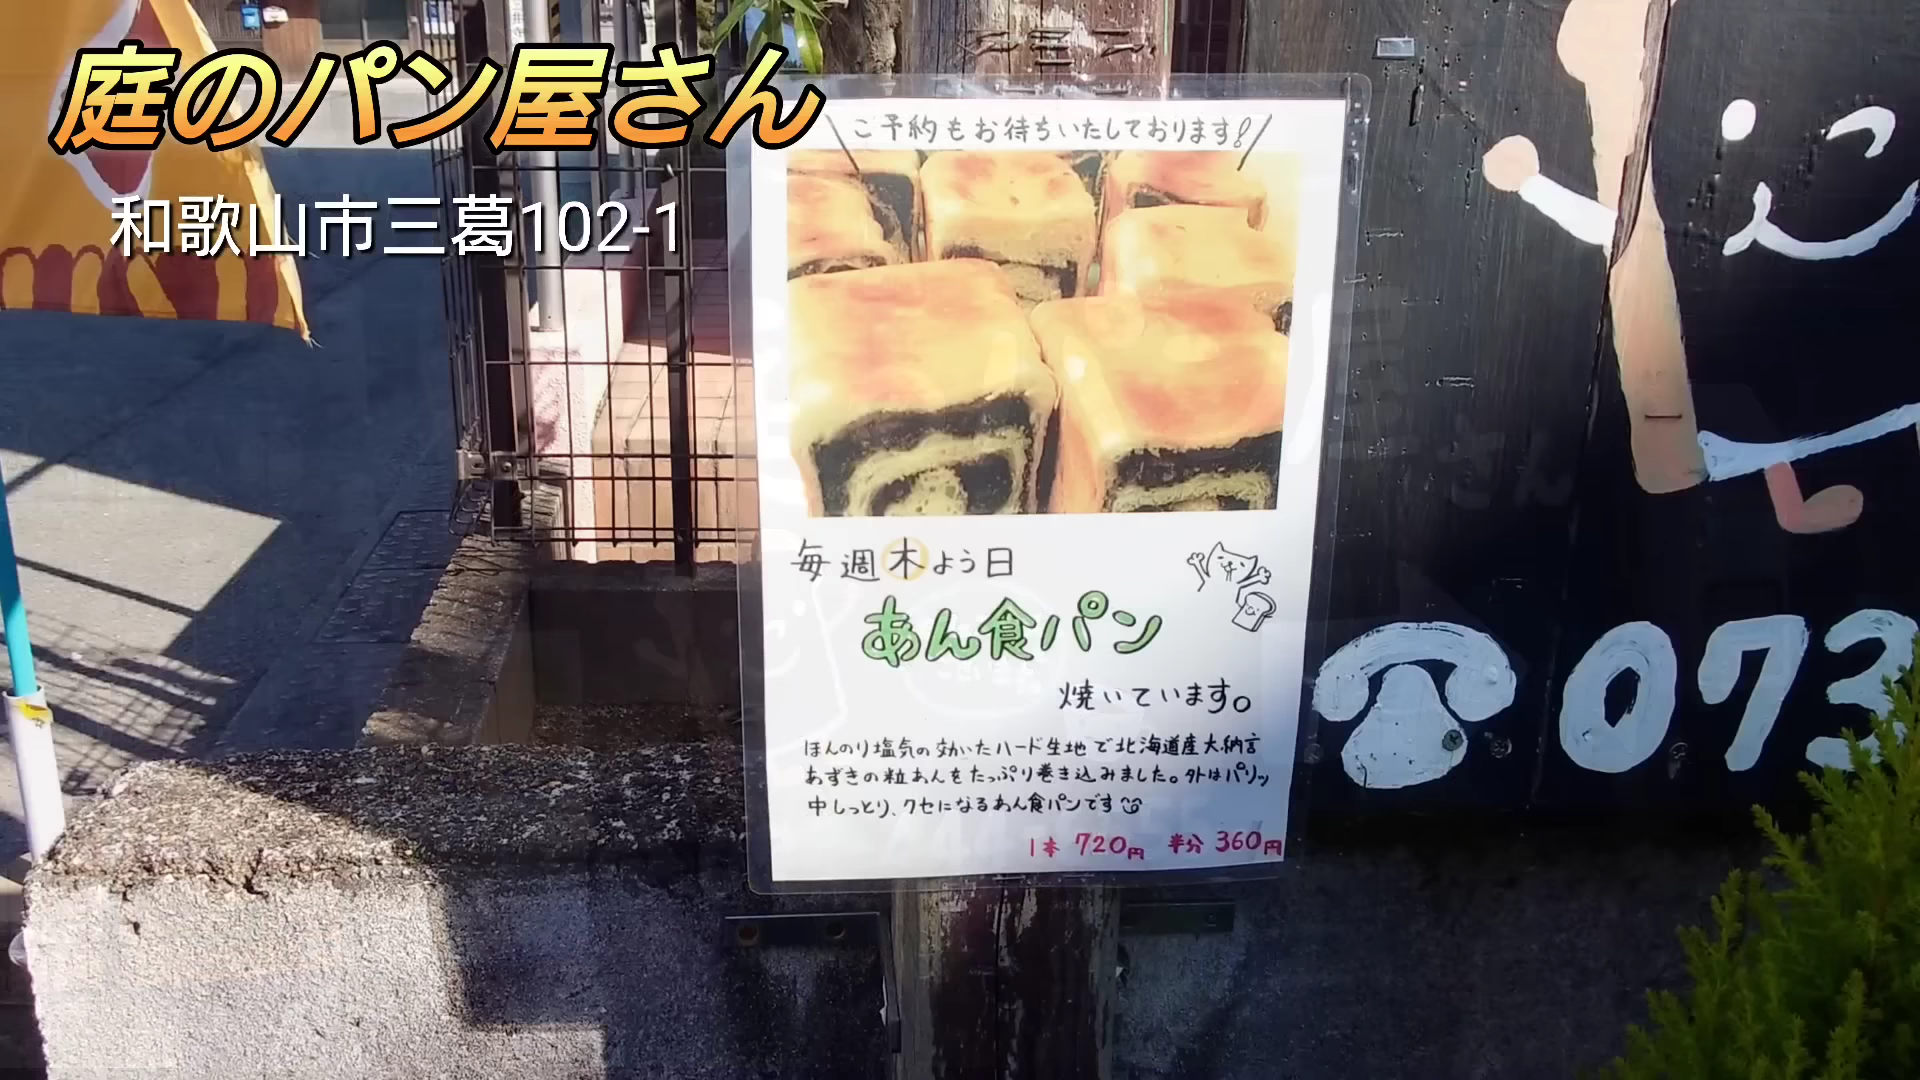 庭のパン屋さん
和歌山市三葛102-1
ご予約もお待ちいたしております!
毎週木よう日
あん食パン
焼いています。
ほんのり塩気の効いたハード生地で北海道産大納言
あずきの粒あんをたっぷり巻き込みました。外はパリッ
中しっとり、クセになるあん食パンです
1本 720円 半分 360円
073